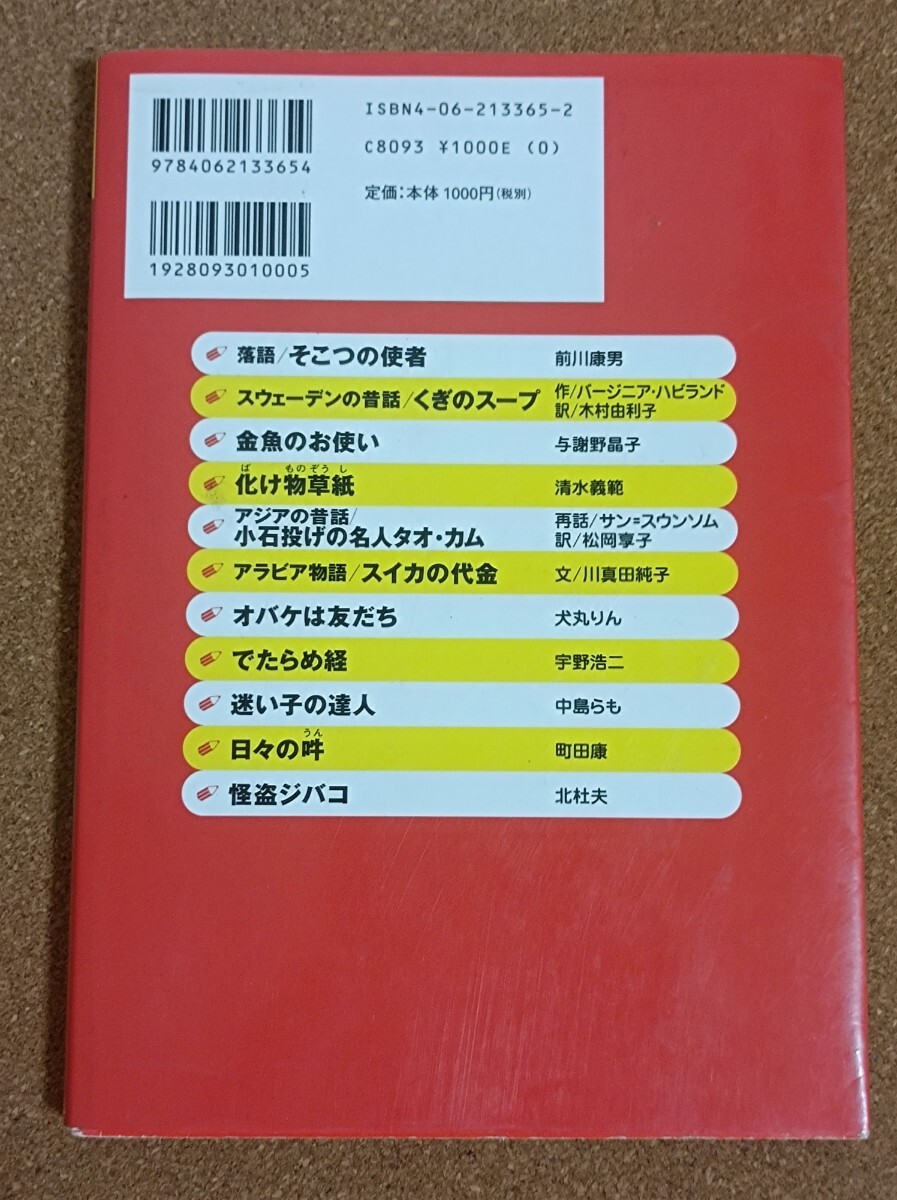 ISBN4-06-213365-2
9784062133654
C8093 ¥1000E (0)
定価:本体1000円(税別)
1928093010005
落語/そこつの使者 前川康男
スウェーデンの昔話/くぎのスープ 作/バージニア・ハビランド
訳/木村由利子
金魚のお使い 与謝野晶子
ば ものぞうし
化け物草紙 清水義範
アジアの昔話/
小石投げの名人タオ・カム
再話/サン=スウンソム
訳/松岡享子
アラビア物語/スイカの代金 文/川真田純子
オバケは友だち 犬丸りん
でたらめ経 宇野浩二
迷い子の達人 中島らも
うん
日々の吽 町田康
怪盗ジバコ 北杜夫